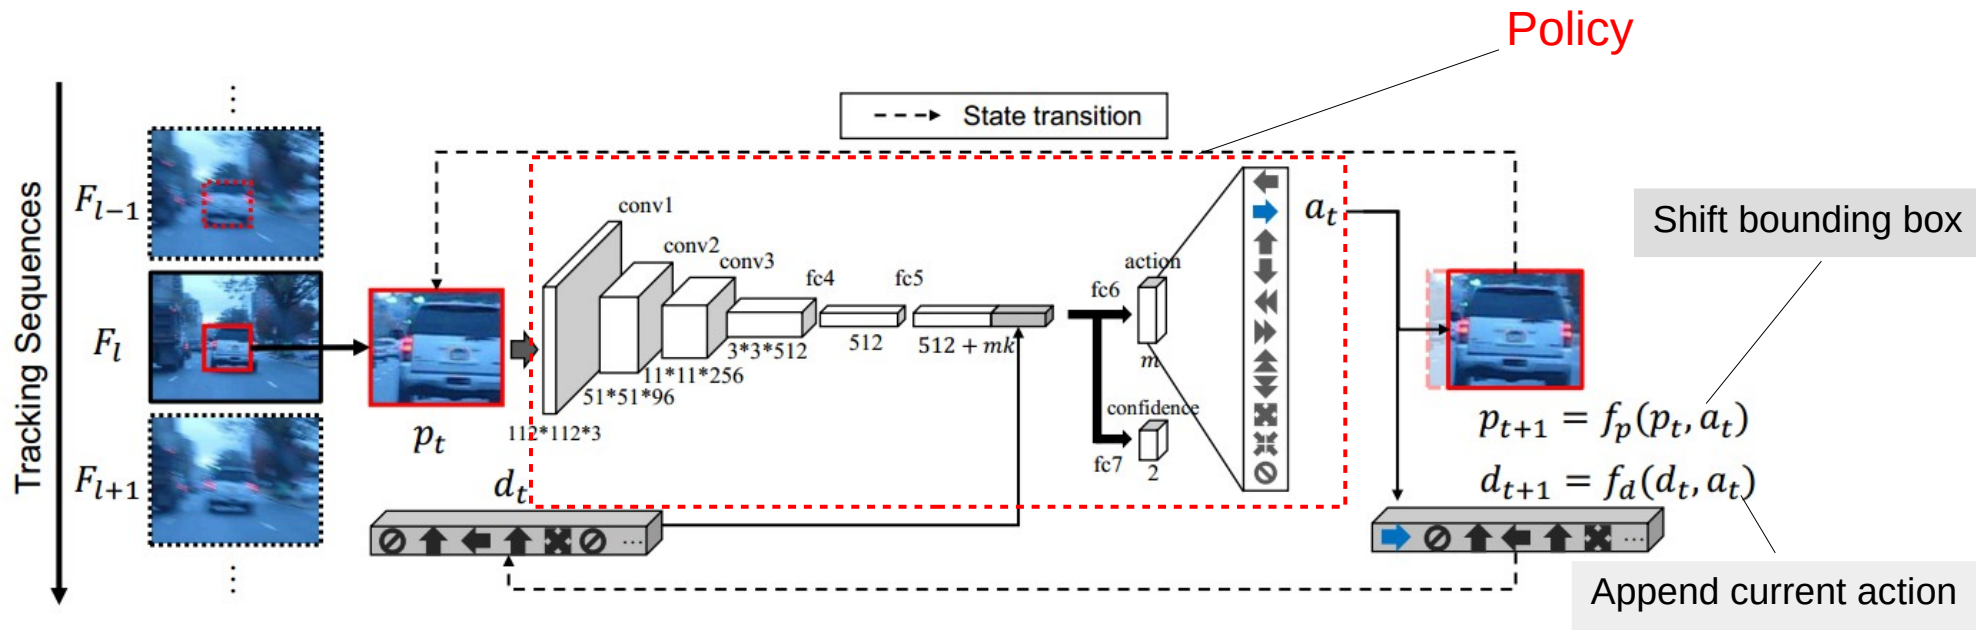 Policy
State transition
Tracking Sequences
⋮
F_{l−1}
F_l
F_{l+1}
⋮
p_t
d_t
conv1
conv2
conv3
fc4
fc5
112*112*3
51*51*96
11*11*256
3*3*512
512
512 + mk
fc6
action
m
confidence
fc7
2
a_t
Shift bounding box
p_{t+1} = f_p(p_t, a_t)
d_{t+1} = f_d(d_t, a_t)
...
...
Append current action